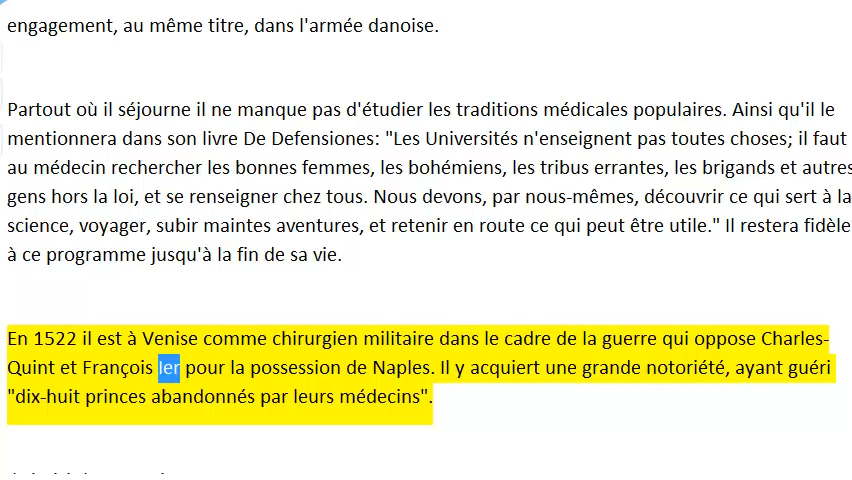 engagement, au même titre, dans l'armée danoise.
Partout où il séjourne il ne manque pas d'étudier les traditions médicales populaires. Ainsi qu'il le
mentionnera dans son livre De Defensiones: "Les Universités n'enseignent pas toutes choses; il faut
au médecin rechercher les bonnes femmes, les bohémiens, les tribus errantes, les brigands et autres
gens hors la loi, et se renseigner chez tous. Nous devons, par nous-mêmes, découvrir ce qui sert à la
science, voyager, subir maintes aventures, et retenir en route ce qui peut être utile." Il restera fidèle
à ce programme jusqu'à la fin de sa vie.
En 1522 il est à Venise comme chirurgien militaire dans le cadre de la guerre qui oppose Charles-
Quint et François Ier pour la possession de Naples. Il y acquiert une grande notoriété, ayant guéri
"dix-huit princes abandonnés par leurs médecins".